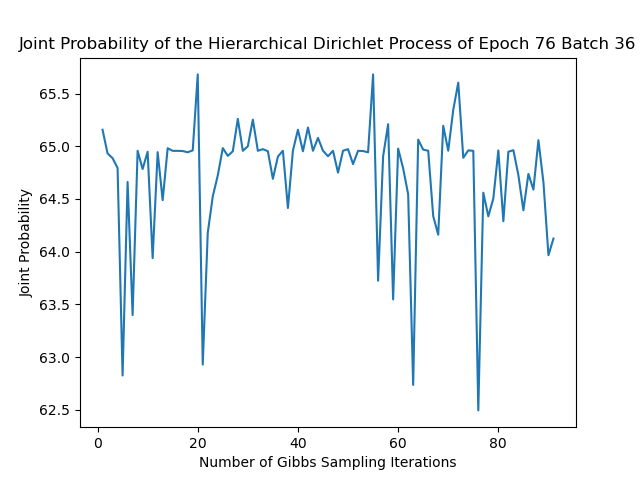 Joint Probability of the Hierarchical Dirichlet Process of Epoch 76 Batch 36
65.5
65.0
64.5
64.0
63.5
63.0
62.5
Joint Probability
0 20 40 60 80
Number of Gibbs Sampling Iterations